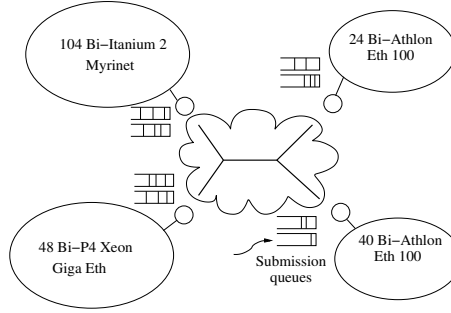 104 Bi−Itanium 2
Myrinet
24 Bi−Athlon
Eth 100
48 Bi−P4 Xeon
Giga Eth
Submission
queues
40 Bi−Athlon
Eth 100